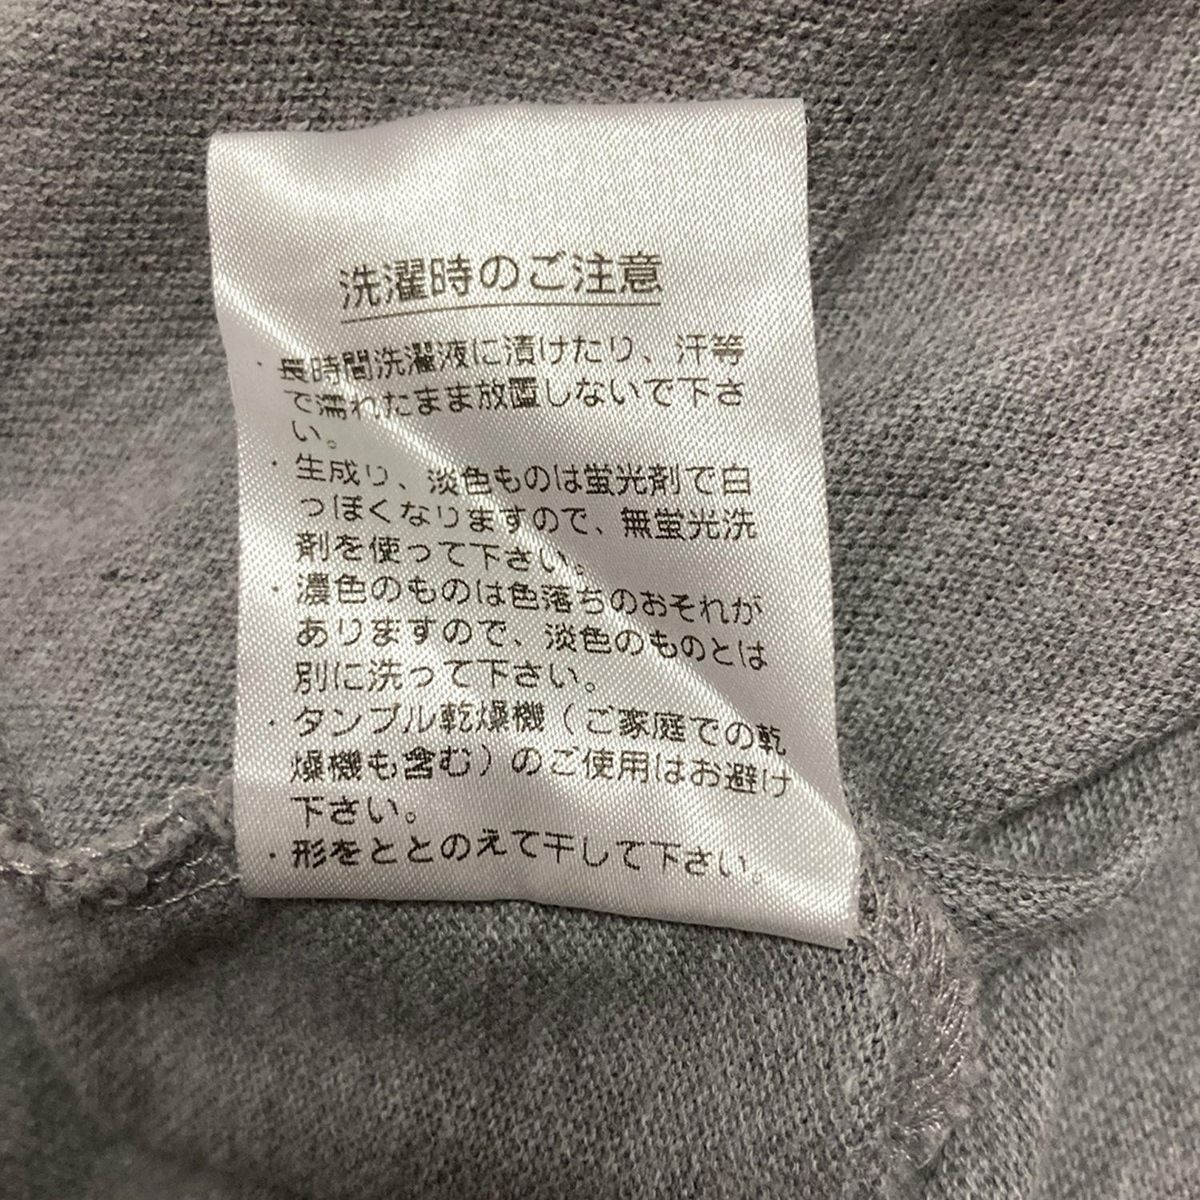 洗濯時のご注意
・長時間洗濯液に漬けたり、汗等
で濡れたまま放置しないで下さ
い。
・生成り、淡色ものは蛍光剤で白
っぽくなりますので、無蛍光洗
剤を使って下さい。
・濃色のものは色落ちのおそれが
ありますので、淡色のものとは
別に洗って下さい。
・タンブル乾燥機（ご家庭での乾
燥機も含む）のご使用はお避け
下さい。
・形をととのえて干して下さい。